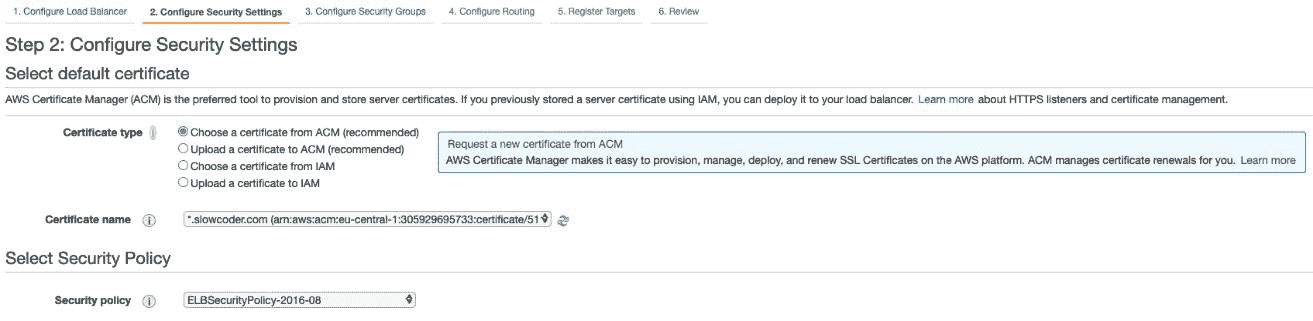 1. Configure Load Balancer 2. Configure Security Settings 3. Configure Security Groups 4. Configure Routing 5. Register Targets 6. Review
Step 2: Configure Security Settings
Select default certificate
AWS Certificate Manager (ACM) is the preferred tool to provision and store server certificates. If you previously stored a server certificate using IAM, you can deploy it to your load balancer. Learn more about HTTPS listeners and certificate management.
Certificate type i Choose a certificate from ACM (recommended)
Upload a certificate to ACM (recommended)
Choose a certificate from IAM
Upload a certificate to IAM
Request a new certificate from ACM
AWS Certificate Manager makes it easy to provision, manage, deploy, and renew SSL Certificates on the AWS platform. ACM manages certificate renewals for you. Learn more
Certificate name i *.slowcoder.com (arn:aws:acm:eu-central-1:305929695733:certificate/51
Select Security Policy
Security policy i ELBSecurityPolicy-2016-08